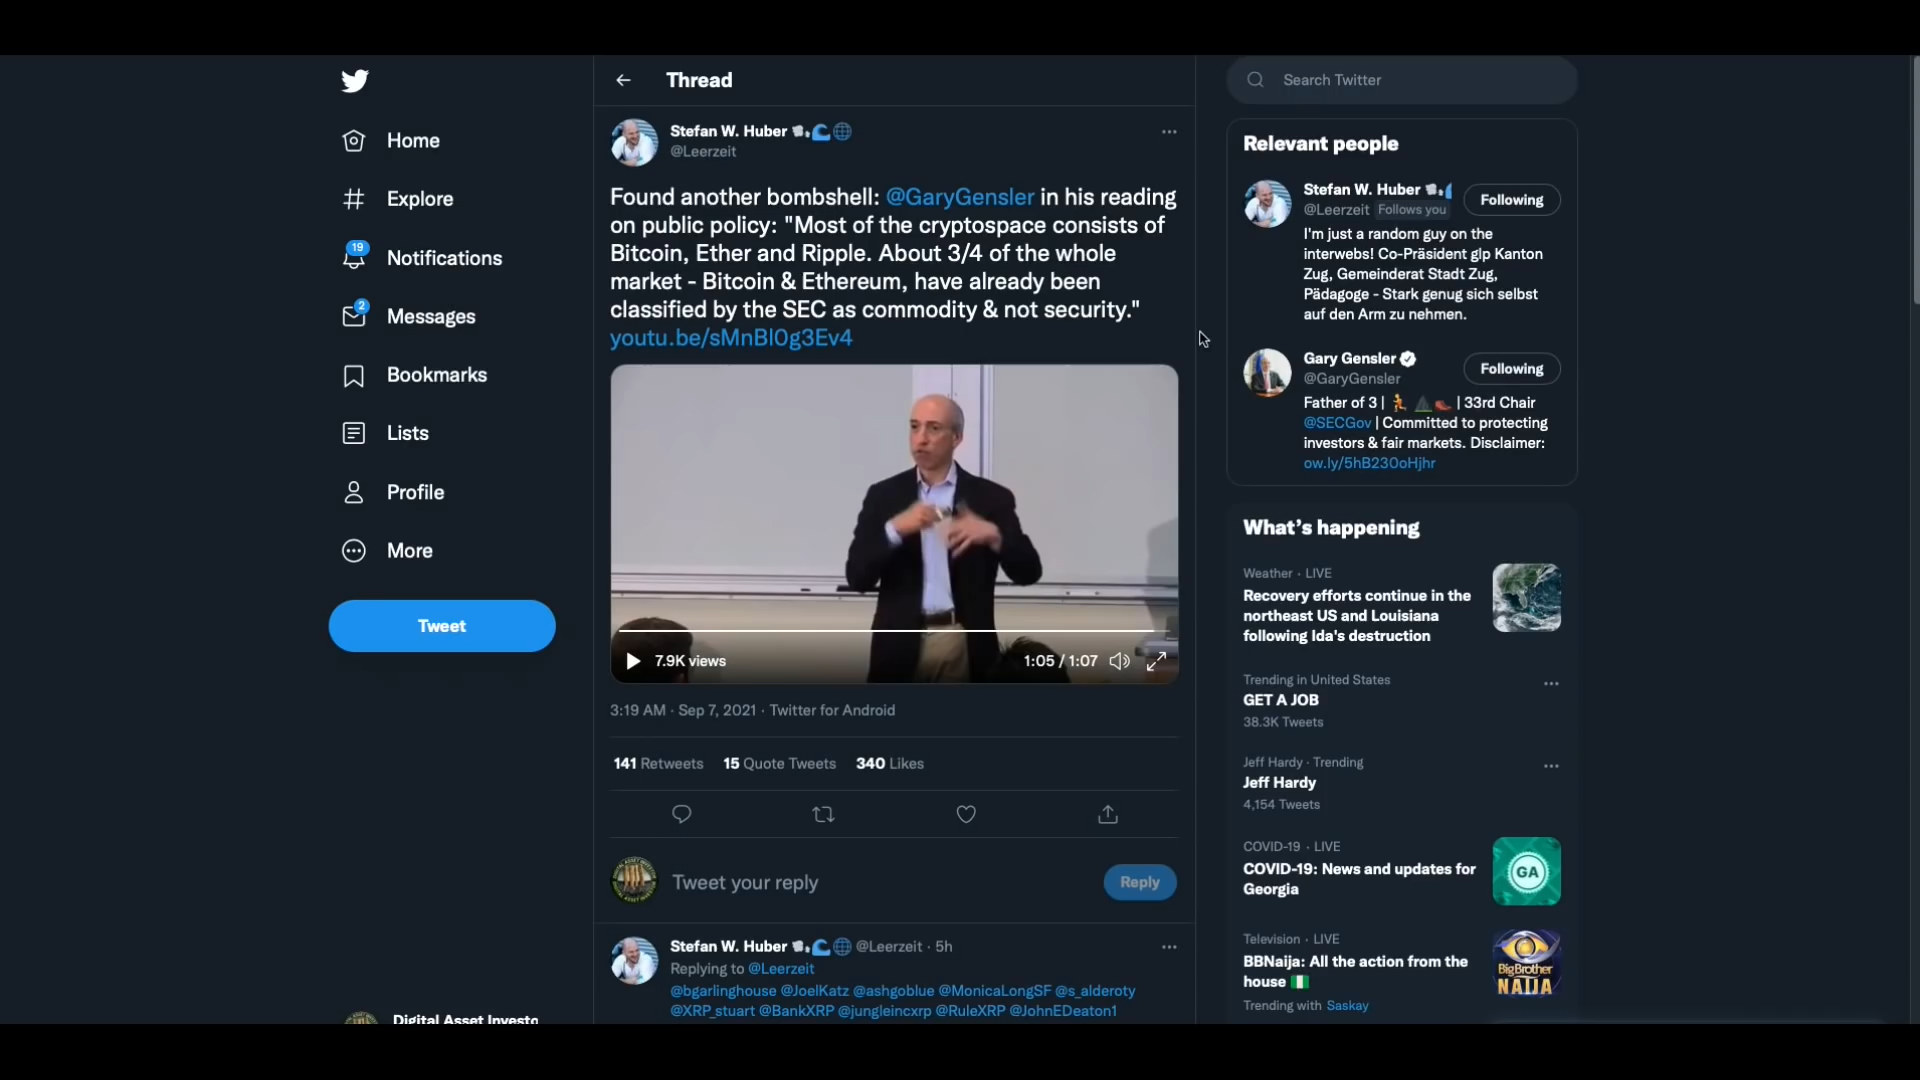 Home
Explore
19
Notifications
2
Messages
Bookmarks
Lists
Profile
More
Tweet
Digital Asset Investo
Thread
Stefan W. Huber
@Leerzeit
Found another bombshell: @GaryGensler in his reading
on public policy: "Most of the cryptospace consists of
Bitcoin, Ether and Ripple. About 3/4 of the whole
market - Bitcoin & Ethereum, have already been
classified by the SEC as commodity & not security."
youtu.be/sMnBl0g3Ev4
7.9K views
1:05 / 1:07
3:19 AM · Sep 7, 2021 · Twitter for Android
141 Retweets 15 Quote Tweets 340 Likes
Tweet your reply
Reply
Stefan W. Huber @Leerzeit · 5h
Replying to @Leerzeit
@bgarlinghouse @JoelKatz @ashgoblue @MonicaLongSF @s_alderoty
@XRP_stuart @BankXRP @jungleincxrp @RuleXRP @JohnEDeaton1
Search Twitter
Relevant people
Stefan W. Huber
@Leerzeit Follows you
Following
I'm just a random guy on the
interwebs! Co-Präsident glp Kanton
Zug, Gemeinderat Stadt Zug,
Pädagoge - Stark genug sich selbst
auf den Arm zu nehmen.
Gary Gensler
@GaryGensler
Following
Father of 3 | | 33rd Chair
@SECGov | Committed to protecting
investors & fair markets. Disclaimer:
ow.ly/5hB230oHjhr
What's happening
Weather · LIVE
Recovery efforts continue in the
northeast US and Louisiana
following Ida's destruction
Trending in United States
GET A JOB
38.3K Tweets
Jeff Hardy · Trending
Jeff Hardy
4,154 Tweets
COVID-19 · LIVE
COVID-19: News and updates for
Georgia
GA
Television · LIVE
BBNaija: All the action from the
house
Big Brother
NAIJA
Trending with Saskay